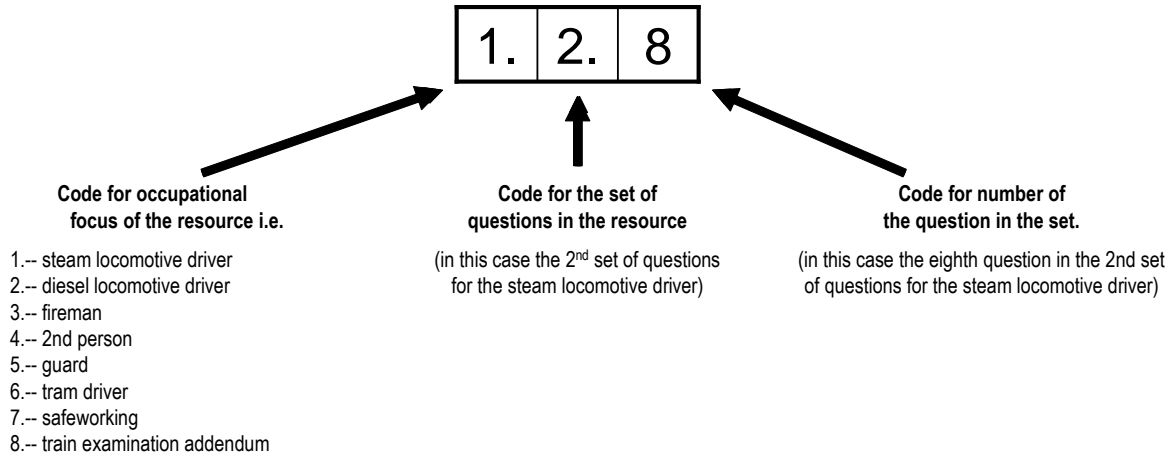 1. 2. 8
Code for occupational
focus of the resource i.e.
1.-- steam locomotive driver
2.-- diesel locomotive driver
3.-- fireman
4.-- 2nd person
5.-- guard
6.-- tram driver
7.-- safeworking
8.-- train examination addendum
Code for the set of
questions in the resource
(in this case the 2nd set of questions
for the steam locomotive driver)
Code for number of
the question in the set.
(in this case the eighth question in the 2nd set
of questions for the steam locomotive driver)